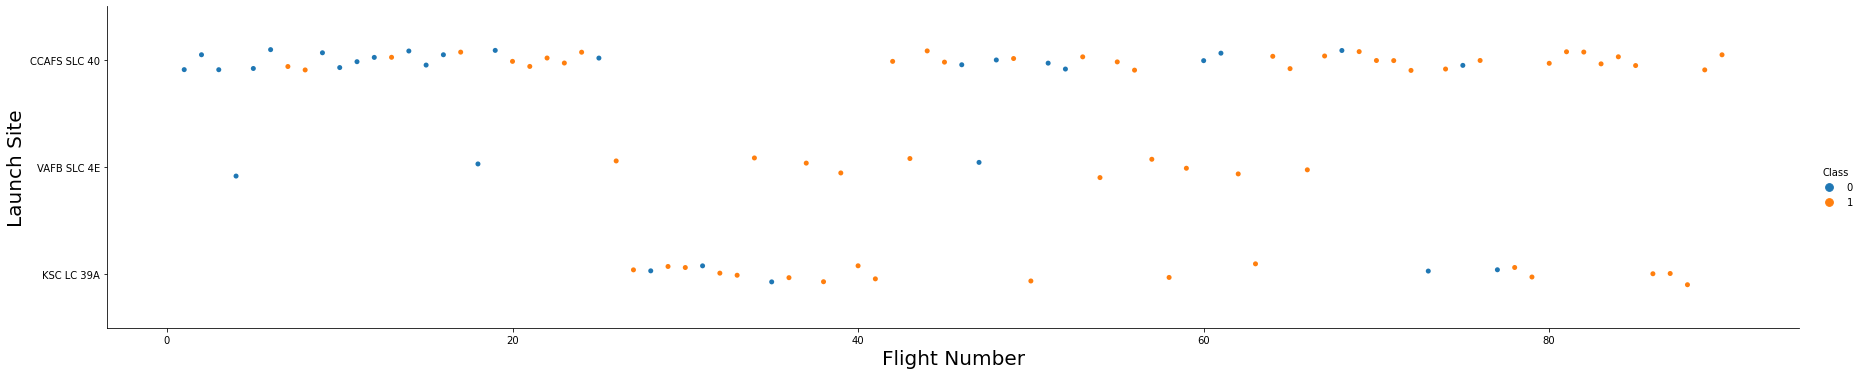 Launch Site
CCAFS SLC 40
VAFB SLC 4E
KSC LC 39A
0
20
40
60
80
Flight Number
Class
0
1